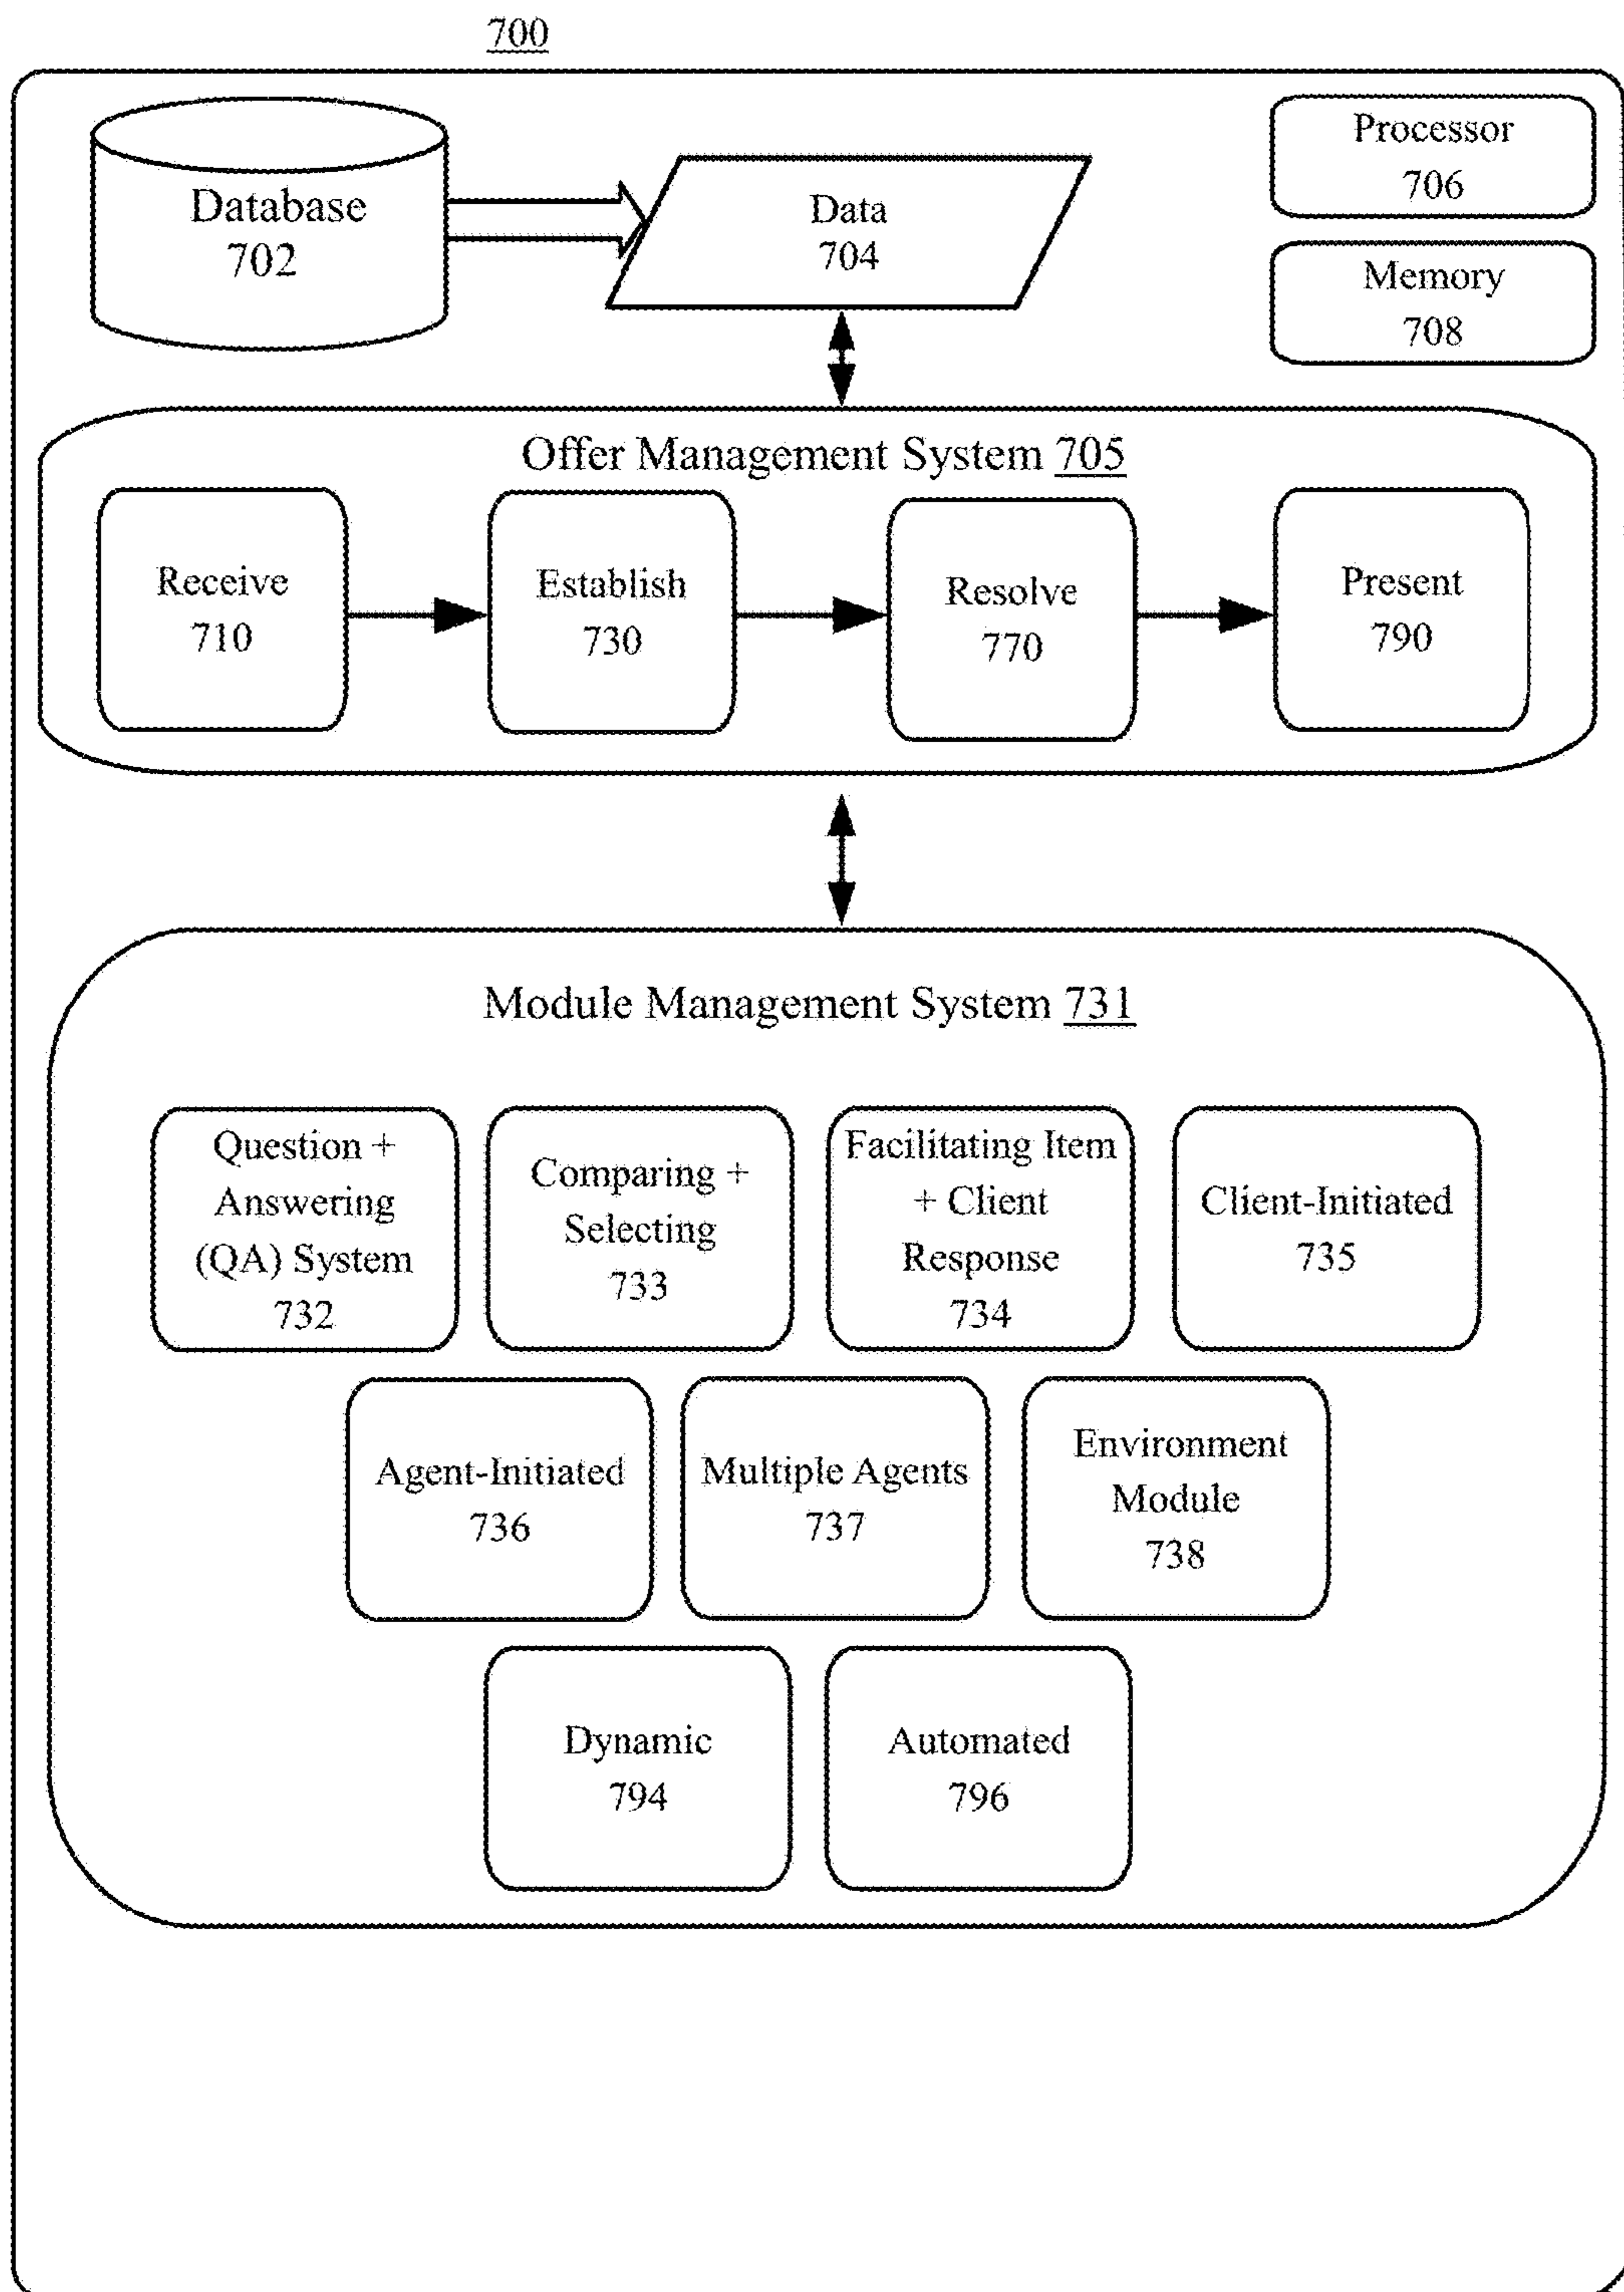 700
Database
702
Data
704
Processor
706
Memory
708
Offer Management System 705
Receive
710
Establish
730
Resolve
770
Present
790
Module Management System 731
Question +
Answering
(QA) System
732
Comparing +
Selecting
733
Facilitating Item
+ Client
Response
734
Client-Initiated
735
Agent-Initiated
736
Multiple Agents
737
Environment
Module
738
Dynamic
794
Automated
796